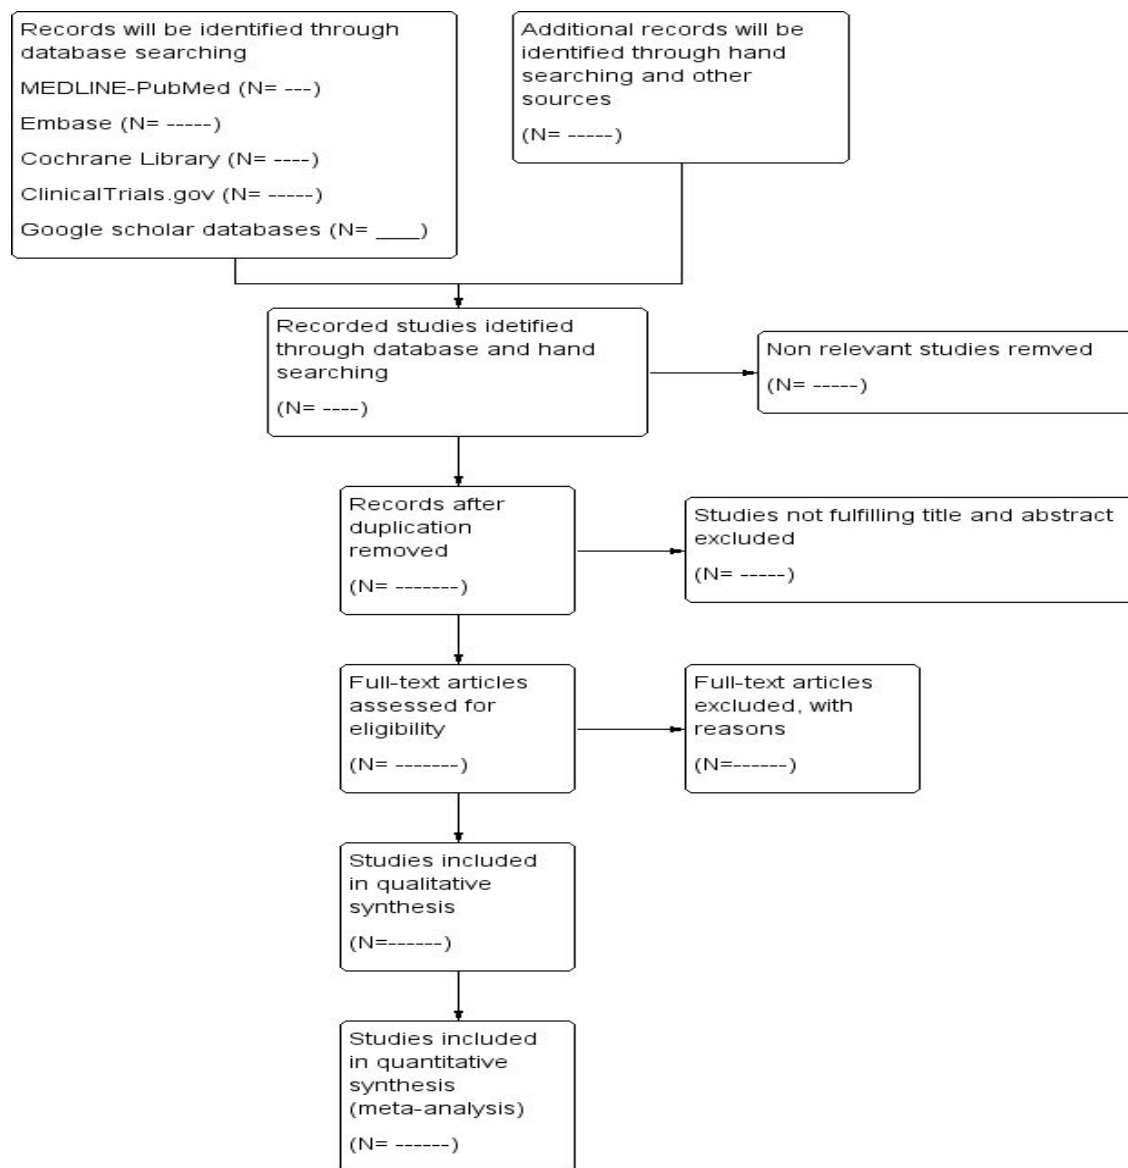 Records will be identified through
database searching
MEDLINE-PubMed (N= ---)
Embase (N= -----)
Cochrane Library (N= ----)
ClinicalTrials.gov (N= -----)
Google scholar databases (N= ____)
Additional records will be
identified through hand
searching and other
sources
(N= -----)
Recorded studies idetified
through database and hand
searching
(N= ----)
Non relevant studies remved
(N= -----)
Records after
duplication
removed
(N= -------)
Studies not fulfilling title and abstract
excluded
(N= -----)
Full-text articles
assessed for
eligibility
(N= -------)
Full-text articles
excluded, with
reasons
(N=------)
Studies included
in qualitative
synthesis
(N=------)
Studies included
in quantitative
synthesis
(meta-analysis)
(N= ------)